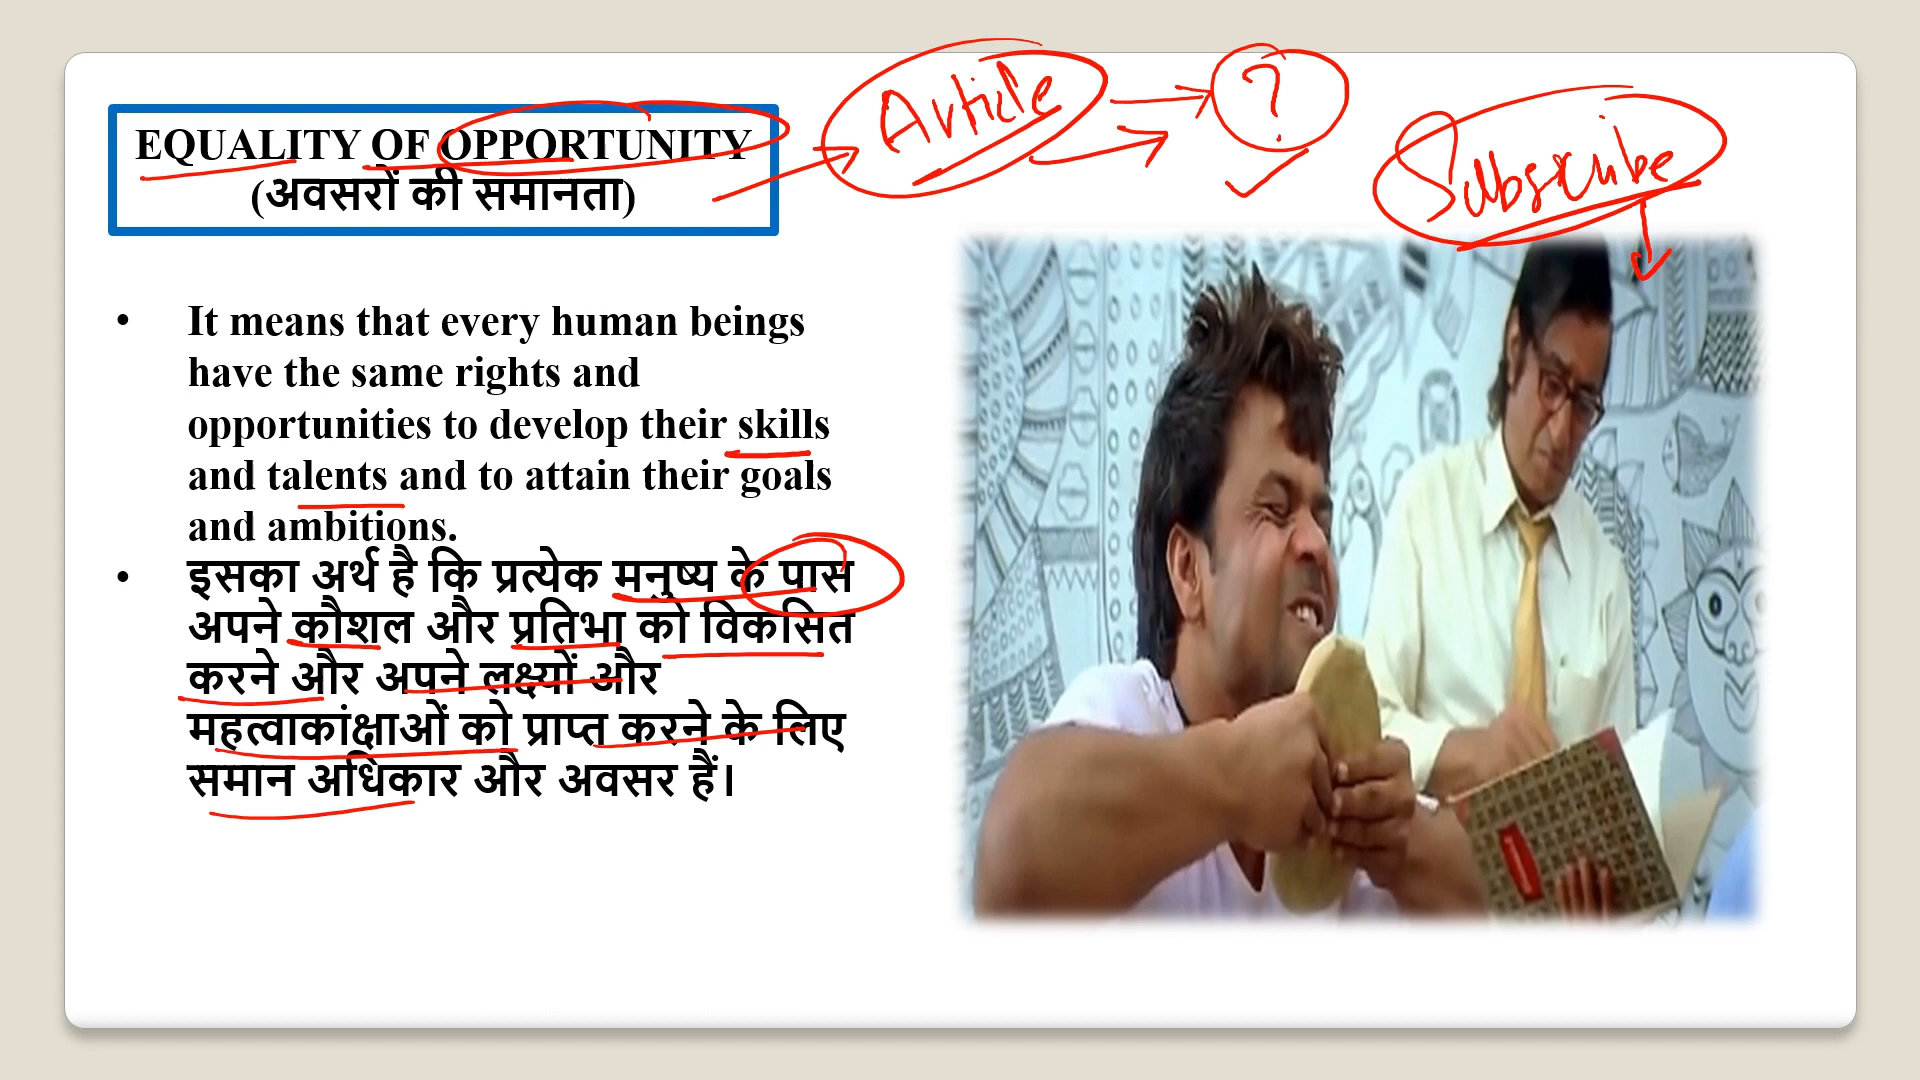 EQUALITY OF OPPORTUNITY
(अवसरों की समानता)
Article
?
Subscribe
• It means that every human beings
have the same rights and
opportunities to develop their skills
and talents and to attain their goals
and ambitions.
• इसका अर्थ है कि प्रत्येक मनुष्य के पास
अपने कौशल और प्रतिभा को विकसित
करने और अपने लक्ष्यों और
महत्वाकांक्षाओं को प्राप्त करने के लिए
समान अधिकार और अवसर हैं।